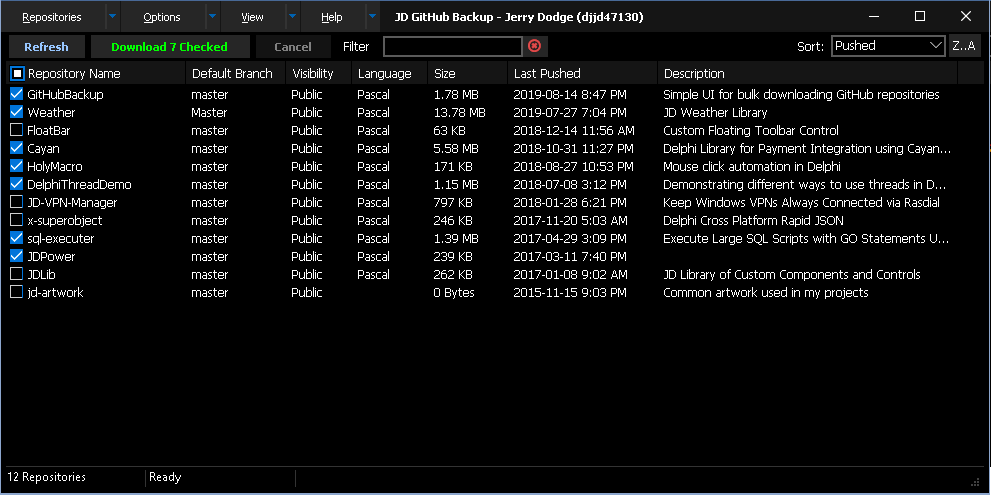 Repositories Options View Help JD GitHub Backup - Jerry Dodge (djjd47130)
Refresh Download 7 Checked Cancel Filter Sort: Pushed Z..A
Repository Name Default Branch Visibility Language Size Last Pushed Description
GitHubBackup master Public Pascal 1.78 MB 2019-08-14 8:47 PM Simple UI for bulk downloading GitHub repositories
Weather Master Public Pascal 13.78 MB 2019-07-27 7:04 PM JD Weather Library
FloatBar master Public Pascal 63 KB 2018-12-14 11:56 AM Custom Floating Toolbar Control
Cayan master Public Pascal 5.58 MB 2018-10-31 11:27 PM Delphi Library for Payment Integration using Cayan...
HolyMacro master Public Pascal 171 KB 2018-08-27 10:53 PM Mouse click automation in Delphi
DelphiThreadDemo master Public Pascal 1.15 MB 2018-07-08 3:12 PM Demonstrating different ways to use threads in D...
JD-VPN-Manager master Public Pascal 797 KB 2018-01-28 6:21 PM Keep Windows VPNs Always Connected via Rasdial
x-superobject master Public Pascal 246 KB 2017-11-20 5:03 AM Delphi Cross Platform Rapid JSON
sql-executer master Public Pascal 1.39 MB 2017-04-29 3:09 PM Execute Large SQL Scripts with GO Statements U...
JDPower master Public Pascal 239 KB 2017-03-11 7:40 PM
JDLib master Public Pascal 262 KB 2017-01-08 9:02 AM JD Library of Custom Components and Controls
jd-artwork master Public 0 Bytes 2015-11-15 9:03 PM Common artwork used in my projects
12 Repositories Ready